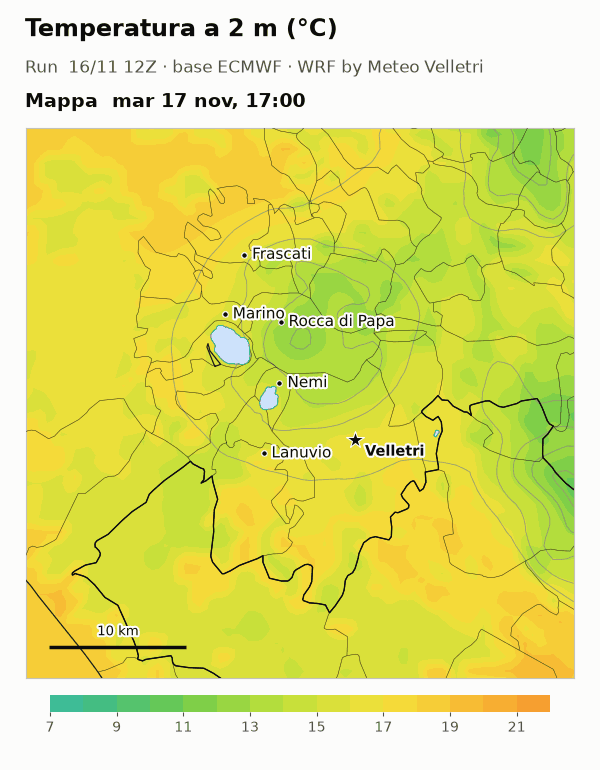 Temperatura a 2 m (°C)
Run  16/11 12Z · base ECMWF · WRF by Meteo Velletri
Mappa  mar 17 nov, 17:00
Frascati
Marino
Rocca di Papa
Nemi
Velletri
Lanuvio
10 km
7 9 11 13 15 17 19 21